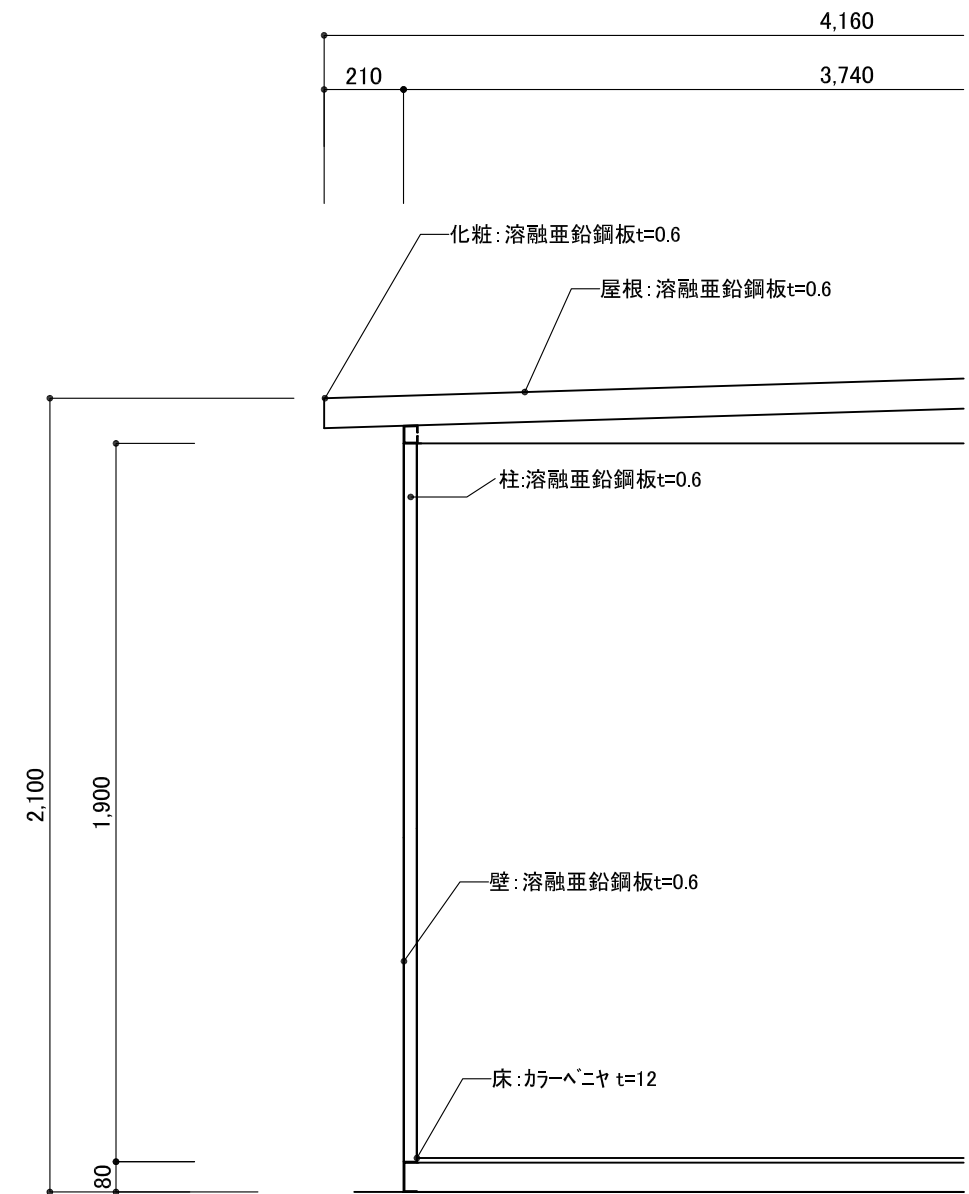 4,160
210
3,740
化粧:溶融亜鉛鋼板t=0.6
屋根:溶融亜鉛鋼板t=0.6
柱:溶融亜鉛鋼板t=0.6
2,100
1,900
壁:溶融亜鉛鋼板t=0.6
床:ｶﾗｰﾍﾞﾆﾔ t=12
80